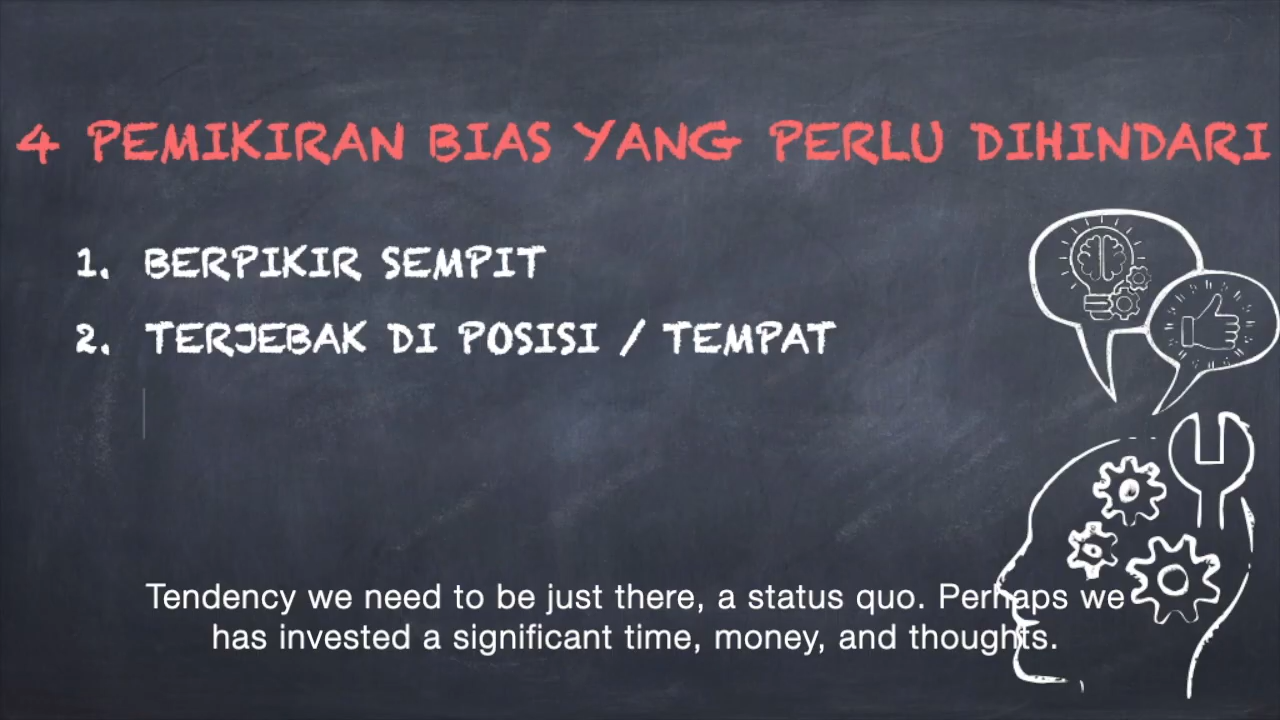 4 PEMIKIRAN BIAS YANG PERLU DIHINDARI
1. BERPIKIR SEMPIT
2. TERJEBAK DI POSISI / TEMPAT
Tendency we need to be just there, a status quo. Perhaps we
has invested a significant time, money, and thoughts.